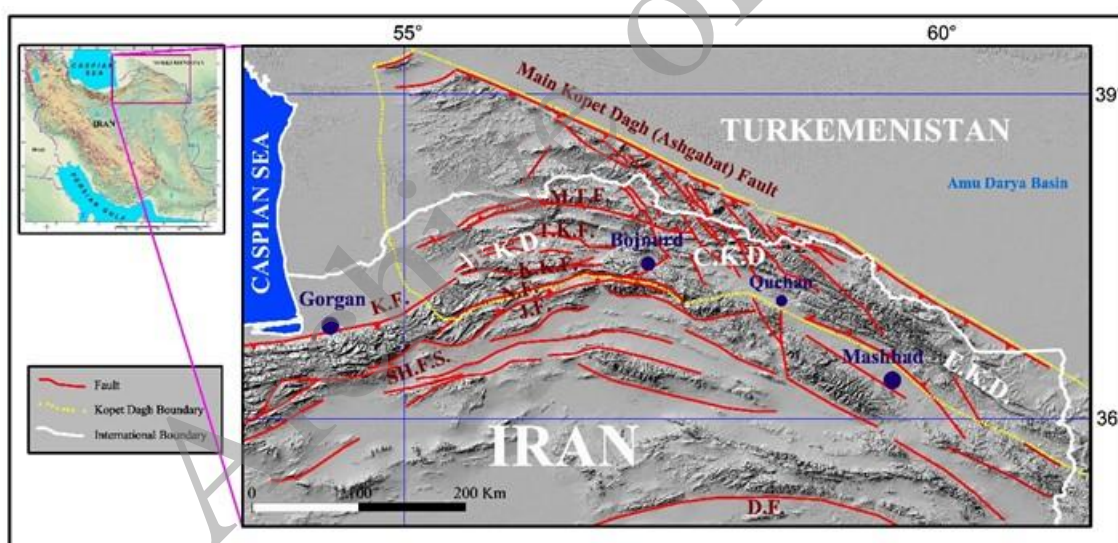 55°
60°
39°
36°
CASPIAN
SEA
TURKEMENISTAN
IRAN
PERSIAN GULF
Main Kopet Dagh (Ashgabat) Fault
TURKEMENISTAN
Amu Darya Basin
CASPIAN SEA
M.T.F.
Bojnurd
C.K.D
Quchan
Gorgan
K.F.
J.F.
SH.F.S.
Mashhad
E.K.D
IRAN
D.F.
0 100 200 Km
Fault
Kopet Dagh Boundary
International Boundary